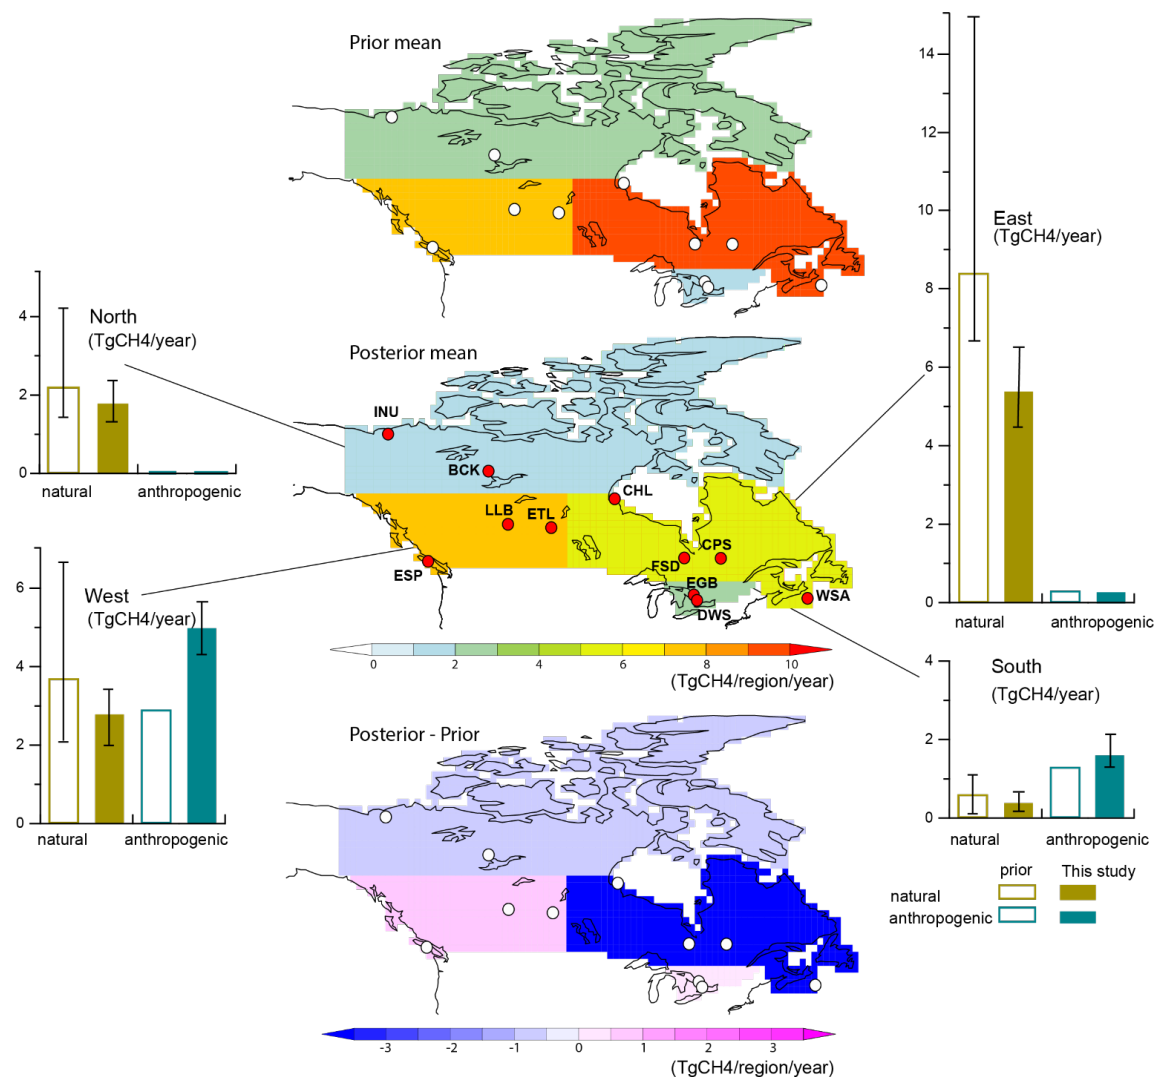 Prior mean
14
12
10
8
6
4
2
0
East
(TgCH4/year)
natural
anthropogenic
4
2
0
North
(TgCH4/year)
natural
anthropogenic
Posterior mean
INU
BCK
CHL
LLB
ETL
CPS
FSD
ESP
EGB
WSA
DWS
0 2 4 6 8 10
(TgCH4/region/year)
6
4
2
0
West
(TgCH4/year)
natural
anthropogenic
4
2
0
South
(TgCH4/year)
natural
anthropogenic
prior This study
natural
anthropogenic
Posterior - Prior
-3 -2 -1 0 1 2 3
(TgCH4/region/year)